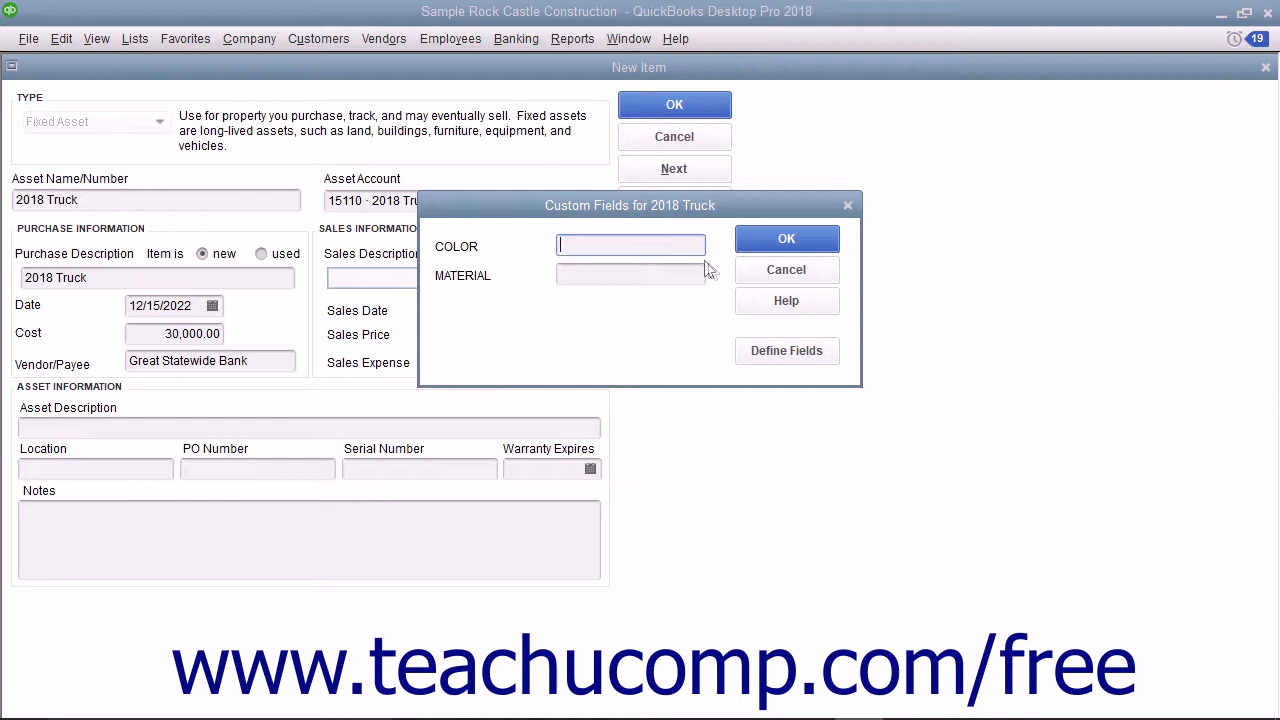 Sample Rock Castle Construction - QuickBooks Desktop Pro 2018
File Edit View Lists Favorites Company Customers Vendors Employees Banking Reports Window Help 19
New Item
TYPE
Fixed Asset
Use for property you purchase, track, and may eventually sell. Fixed assets
are long-lived assets, such as land, buildings, furniture, equipment, and
vehicles.
OK
Cancel
Next
Asset Name/Number
2018 Truck
Asset Account
15110 · 2018 Tru
PURCHASE INFORMATION
Purchase Description Item is new used
2018 Truck
Date 12/15/2022
Cost 30,000.00
Vendor/Payee Great Statewide Bank
SALES INFORMATIO
Sales Descriptio
Sales Date
Sales Price
Sales Expense
Custom Fields for 2018 Truck
COLOR
MATERIAL
OK
Cancel
Help
Define Fields
ASSET INFORMATION
Asset Description
Location PO Number Serial Number Warranty Expires
Notes
www.teachucomp.com/free